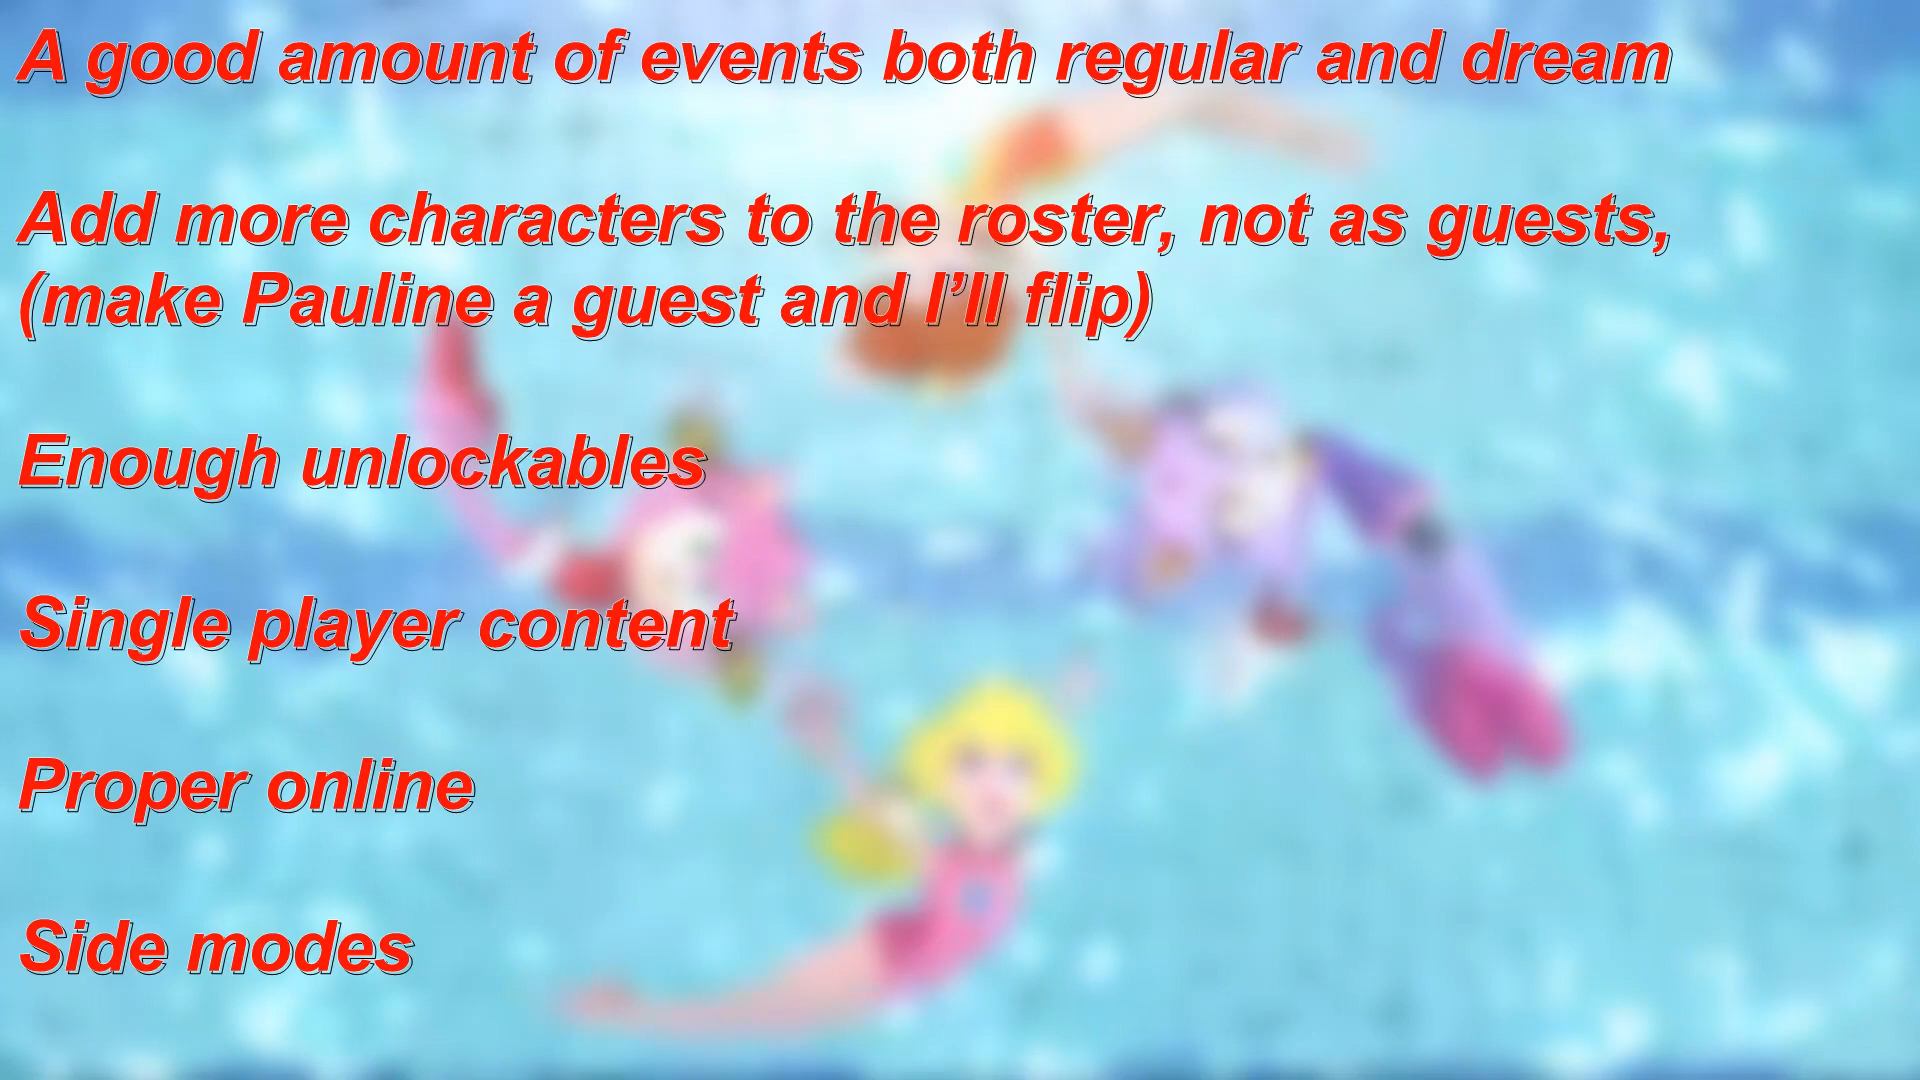 A good amount of events both regular and dream
Add more characters to the roster, not as guests,
(make Pauline a guest and I’ll flip)
Enough unlockables
Single player content
Proper online
Side modes